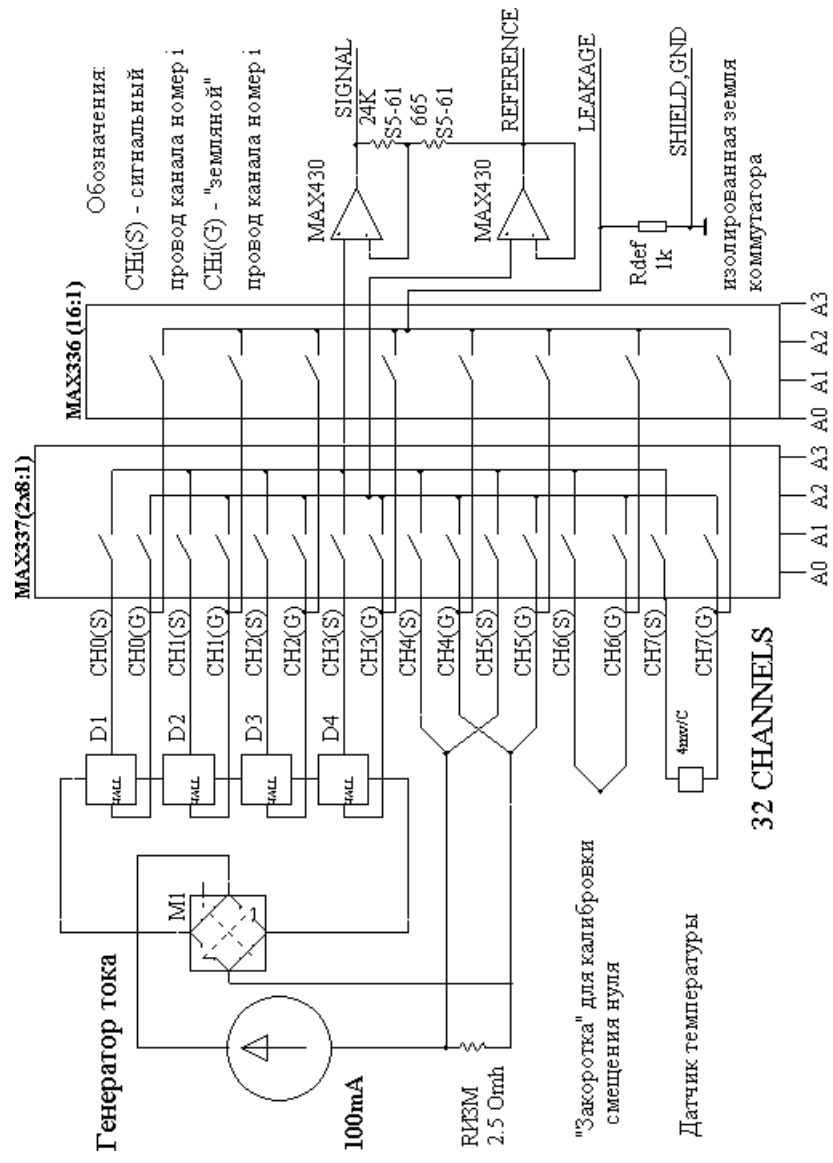 Генератор тока
100mA
M1
RИЗМ
2.5 Omh
"Закоротка" для калибровки
смещения нуля
Датчик температуры
D1
D2
D3
D4
HALL
HALL
HALL
HALL
4mv/C
32 CHANNELS
CH0(S)
CH0(G)
CH1(S)
CH1(G)
CH2(S)
CH2(G)
CH3(S)
CH3(G)
CH4(S)
CH4(G)
CH5(S)
CH5(G)
CH6(S)
CH6(G)
CH7(S)
CH7(G)
MAX337(2x8:1)
A0 A1 A2 A3
MAX336 (16:1)
A0 A1 A2 A3
Обозначения:
CHi(S) - сигнальный
провод канала номер i
CHi(G) - "земляной"
провод канала номер i
MAX430
MAX430
SIGNAL
24K
S5-61
665
S5-61
REFERENCE
LEAKAGE
SHIELD,GND
Rdef
1k
изолированная земля
коммутатора